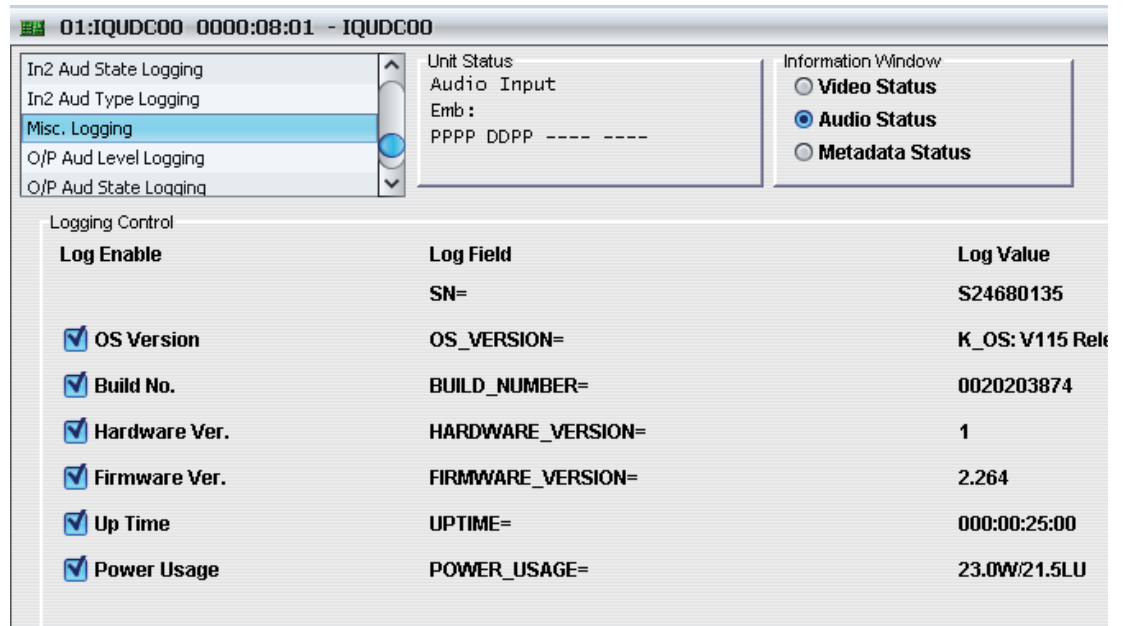 01:IQUDC00 0000:08:01 - IQUDC00
In2 Aud State Logging
In2 Aud Type Logging
Misc. Logging
O/P Aud Level Logging
O/P Aud State Logging
Unit Status
Audio Input
Emb:
PPPP DDPP ---- ----
Information Window
Video Status
Audio Status
Metadata Status
Logging Control
Log Enable Log Field Log Value
SN= S24680135
OS Version OS_VERSION= K_OS: V115 Rele
Build No. BUILD_NUMBER= 0020203874
Hardware Ver. HARDWARE_VERSION= 1
Firmware Ver. FIRMWARE_VERSION= 2.264
Up Time UPTIME= 000:00:25:00
Power Usage POWER_USAGE= 23.0W/21.5LU